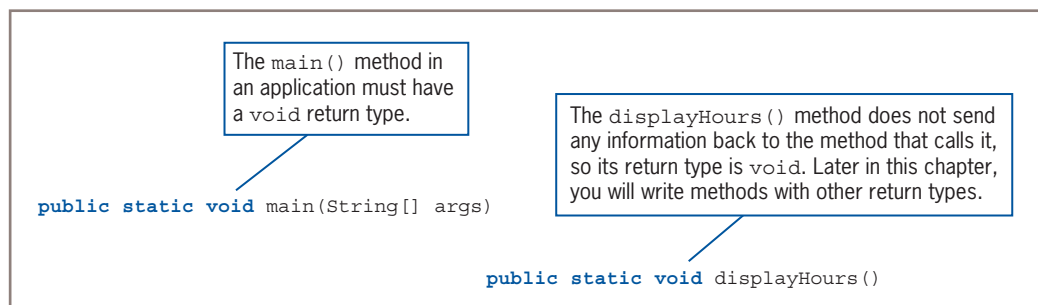 The main() method in
an application must have
a void return type.
The displayHours() method does not send
any information back to the method that calls it,
so its return type is void. Later in this chapter,
you will write methods with other return types.
public static void main(String[] args)
public static void displayHours()